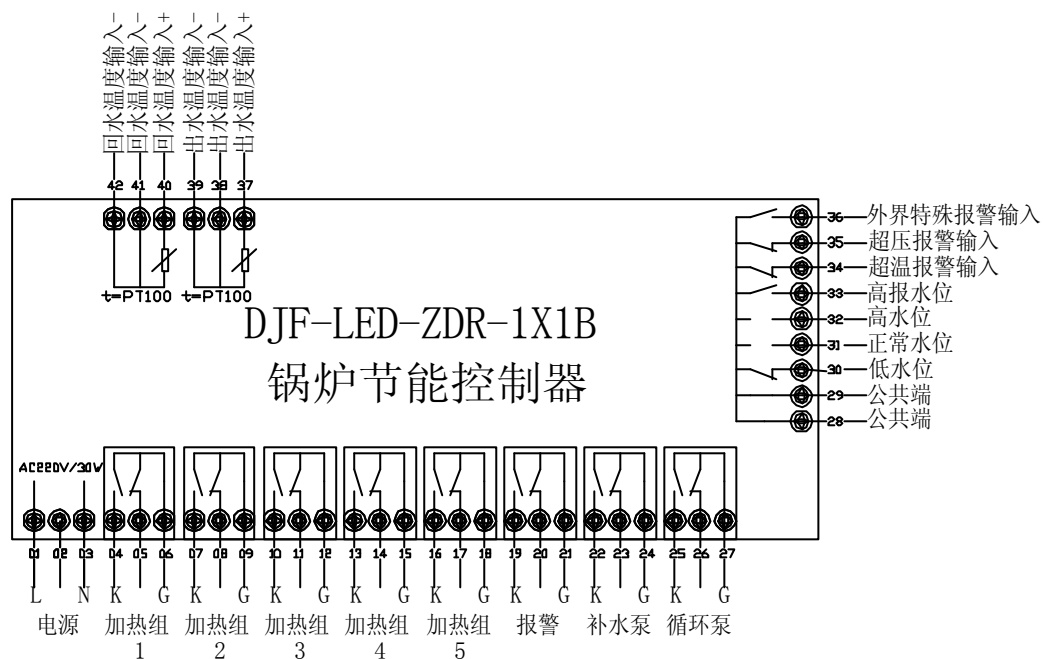 回水温度输入-
回水温度输入-
回水温度输入+
出水温度输入-
出水温度输入-
出水温度输入+
42 41 40 39 38 37
t=PT100 t=PT100
DJF-LED-ZDR-1X1B
锅炉节能控制器
36 外界特殊报警输入
35 超压报警输入
34 超温报警输入
33 高报水位
32 高水位
31 正常水位
30 低水位
29 公共端
28 公共端
AC220V/30W
01 02 03 04 05 06 07 08 09 10 11 12 13 14 15 16 17 18 19 20 21 22 23 24 25 26 27
L N K G K G K G K G K G K G K G K G
电源 加热组 加热组 加热组 加热组 加热组 报警 补水泵 循环泵
1 2 3 4 5